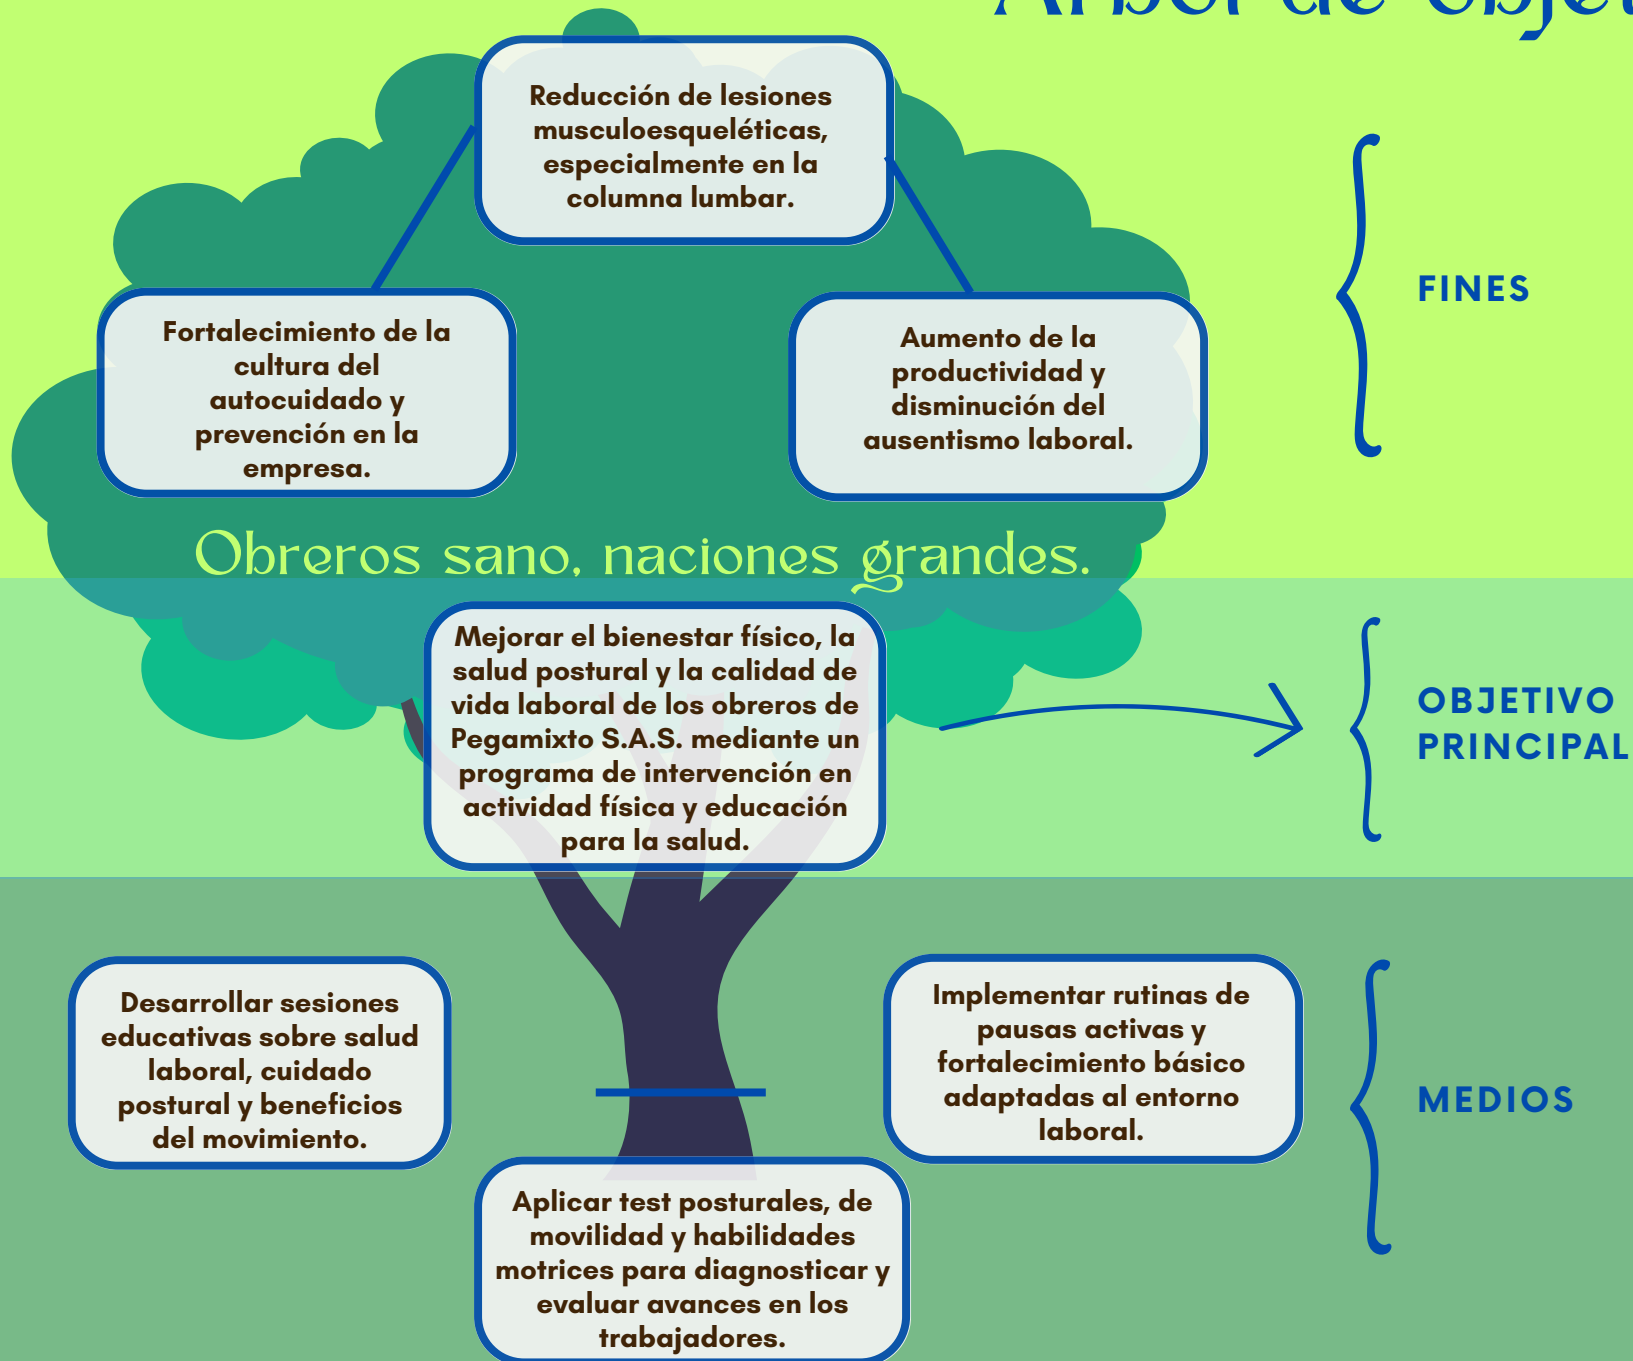 Árbol de objet
Reducción de lesiones
musculoesqueléticas,
especialmente en la
columna lumbar.
FINES
Fortalecimiento de la
cultura del
autocuidado y
prevención en la
empresa.
Aumento de la
productividad y
disminución del
ausentismo laboral.
Obreros sano, naciones grandes.
Mejorar el bienestar físico, la
salud postural y la calidad de
vida laboral de los obreros de
Pegamixto S.A.S. mediante un
programa de intervención en
actividad física y educación
para la salud.
OBJETIVO
PRINCIPAL
Desarrollar sesiones
educativas sobre salud
laboral, cuidado
postural y beneficios
del movimiento.
Implementar rutinas de
pausas activas y
fortalecimiento básico
adaptadas al entorno
laboral.
MEDIOS
Aplicar test posturales, de
movilidad y habilidades
motrices para diagnosticar y
evaluar avances en los
trabajadores.